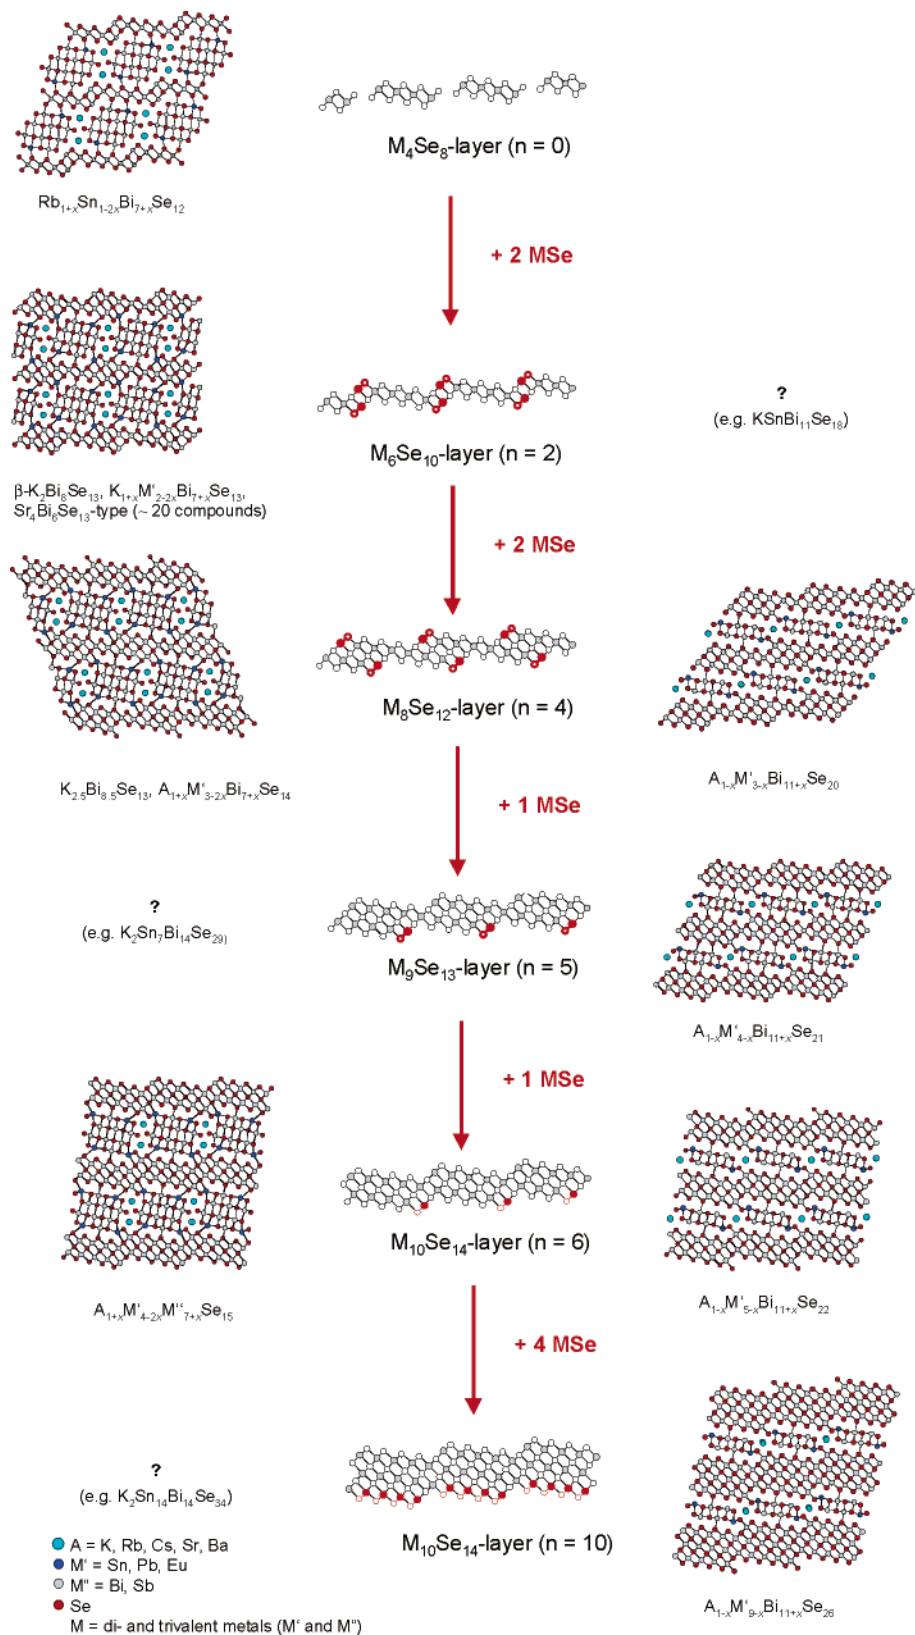 M₄Se₈-layer (n = 0)
Rb₁₊ₓSn₁₋₂ₓBi₇₊ₓSe₁₂
+ 2 MSe
?
(e.g. KSnBi₁₁Se₁₈)
M₆Se₁₀-layer (n = 2)
β-K₂Bi₈Se₁₃, K₁₊ₓM‘₂₋₂ₓBi₇₊ₓSe₁₃,
Sr₄Bi₆Se₁₃-type (~ 20 compounds)
+ 2 MSe
M₈Se₁₂-layer (n = 4)
K₂.₅Bi₈.₅Se₁₃, A₁₊ₓM‘₃₋₂ₓBi₇₊ₓSe₁₄
A₁₋ₓM‘₃₋ₓBi₁₁₊ₓSe₂₀
+ 1 MSe
?
(e.g. K₂Sn₇Bi₁₄Se₂₉)
M₉Se₁₃-layer (n = 5)
A₁₋ₓM‘₄₋ₓBi₁₁₊ₓSe₂₁
+ 1 MSe
M₁₀Se₁₄-layer (n = 6)
A₁₊ₓM‘₄₋₂ₓM“₇₊ₓSe₁₅
A₁₋ₓM‘₅₋ₓBi₁₁₊ₓSe₂₂
+ 4 MSe
?
(e.g. K₂Sn₁₄Bi₁₄Se₃₄)
M₁₀Se₁₄-layer (n = 10)
A = K, Rb, Cs, Sr, Ba
M‘ = Sn, Pb, Eu
M“ = Bi, Sb
Se
M = di- and trivalent metals (M‘ and M“)
A₁₋ₓM‘₉₋ₓBi₁₁₊ₓSe₂₆